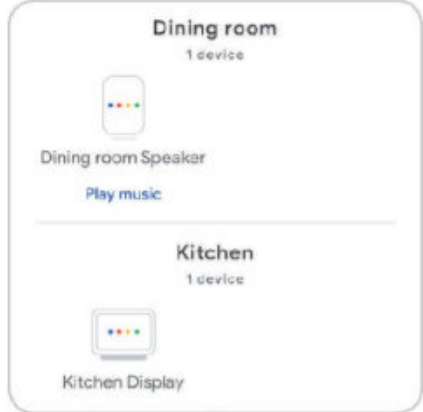 Dining room
1 device
Dining room Speaker
Play music
Kitchen
1 device
Kitchen Display